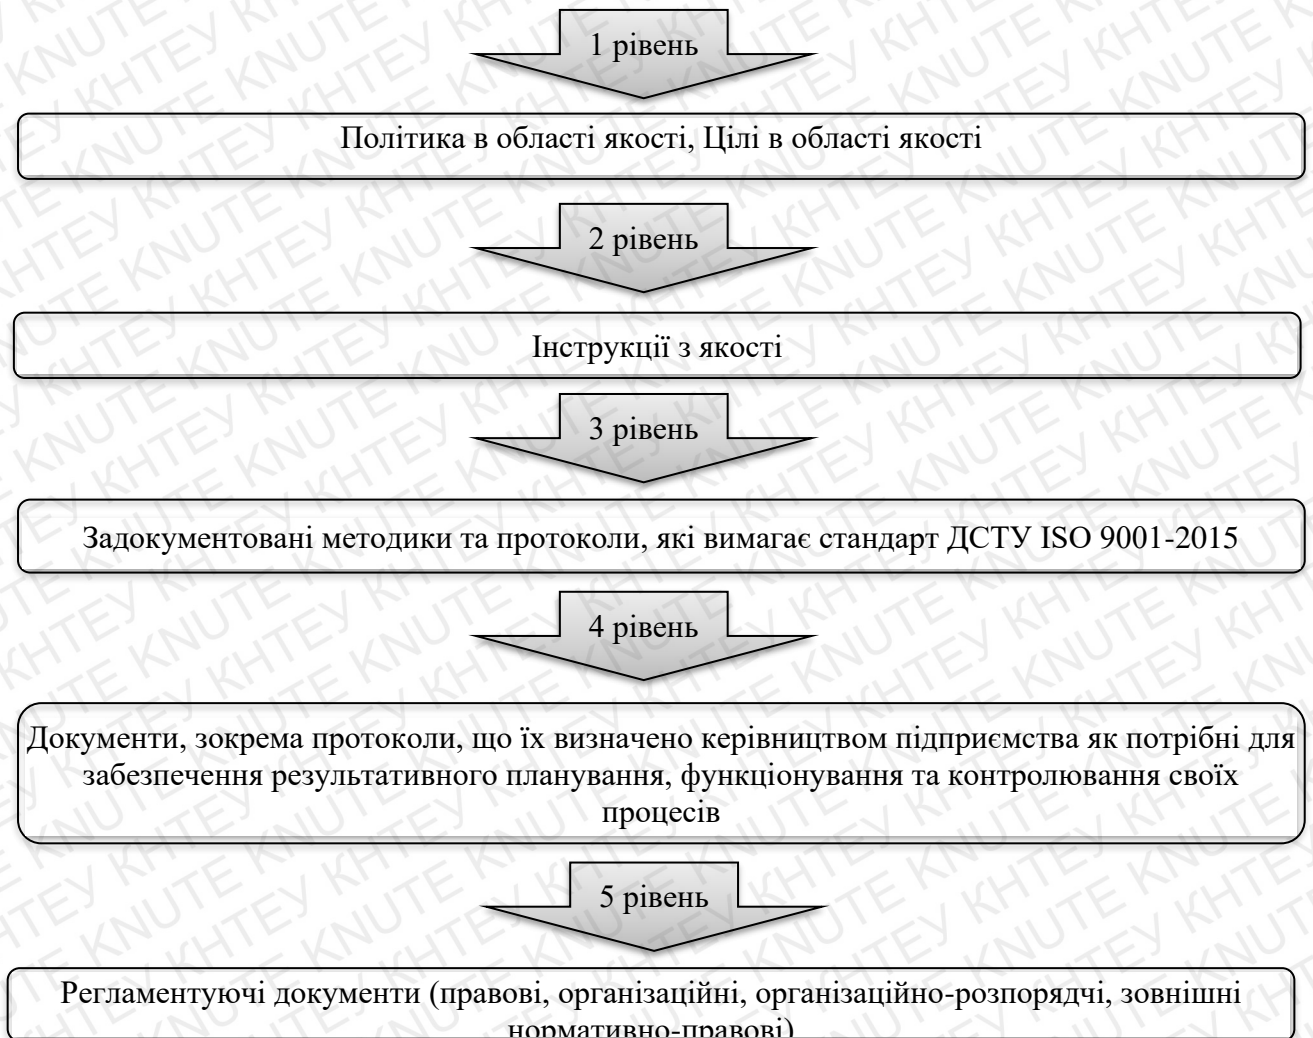 1 рівень
Політика в області якості, Цілі в області якості
2 рівень
Інструкції з якості
3 рівень
Задокументовані методики та протоколи, які вимагає стандарт ДСТУ ISO 9001-2015
4 рівень
Документи, зокрема протоколи, що їх визначено керівництвом підприємства як потрібні для
забезпечення результативного планування, функціонування та контролювання своїх
процесів
5 рівень
Регламентуючі документи (правові, організаційні, організаційно-розпорядчі, зовнішні
нормативно-правові)